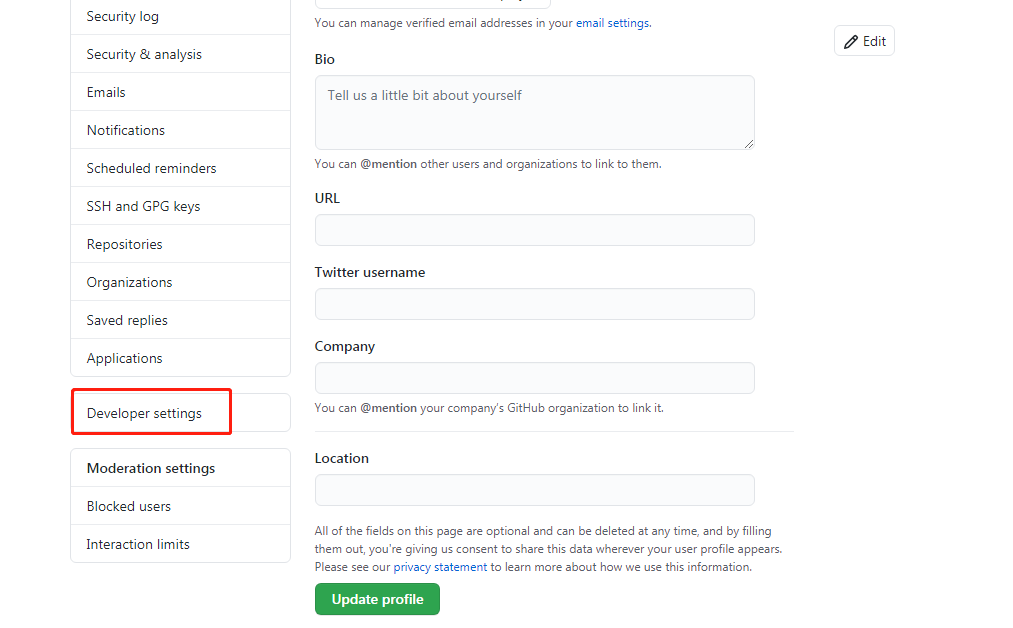 Security log
Security & analysis
Emails
Notifications
Scheduled reminders
SSH and GPG keys
Repositories
Organizations
Saved replies
Applications
Developer settings
Moderation settings
Blocked users
Interaction limits
You can manage verified email addresses in your email settings.
Bio
Tell us a little bit about yourself
You can @mention other users and organizations to link to them.
URL
Twitter username
Company
You can @mention your company's GitHub organization to link it.
Location
All of the fields on this page are optional and can be deleted at any time, and by filling
them out, you're giving us consent to share this data wherever your user profile appears.
Please see our privacy statement to learn more about how we use this information.
Update profile
Edit